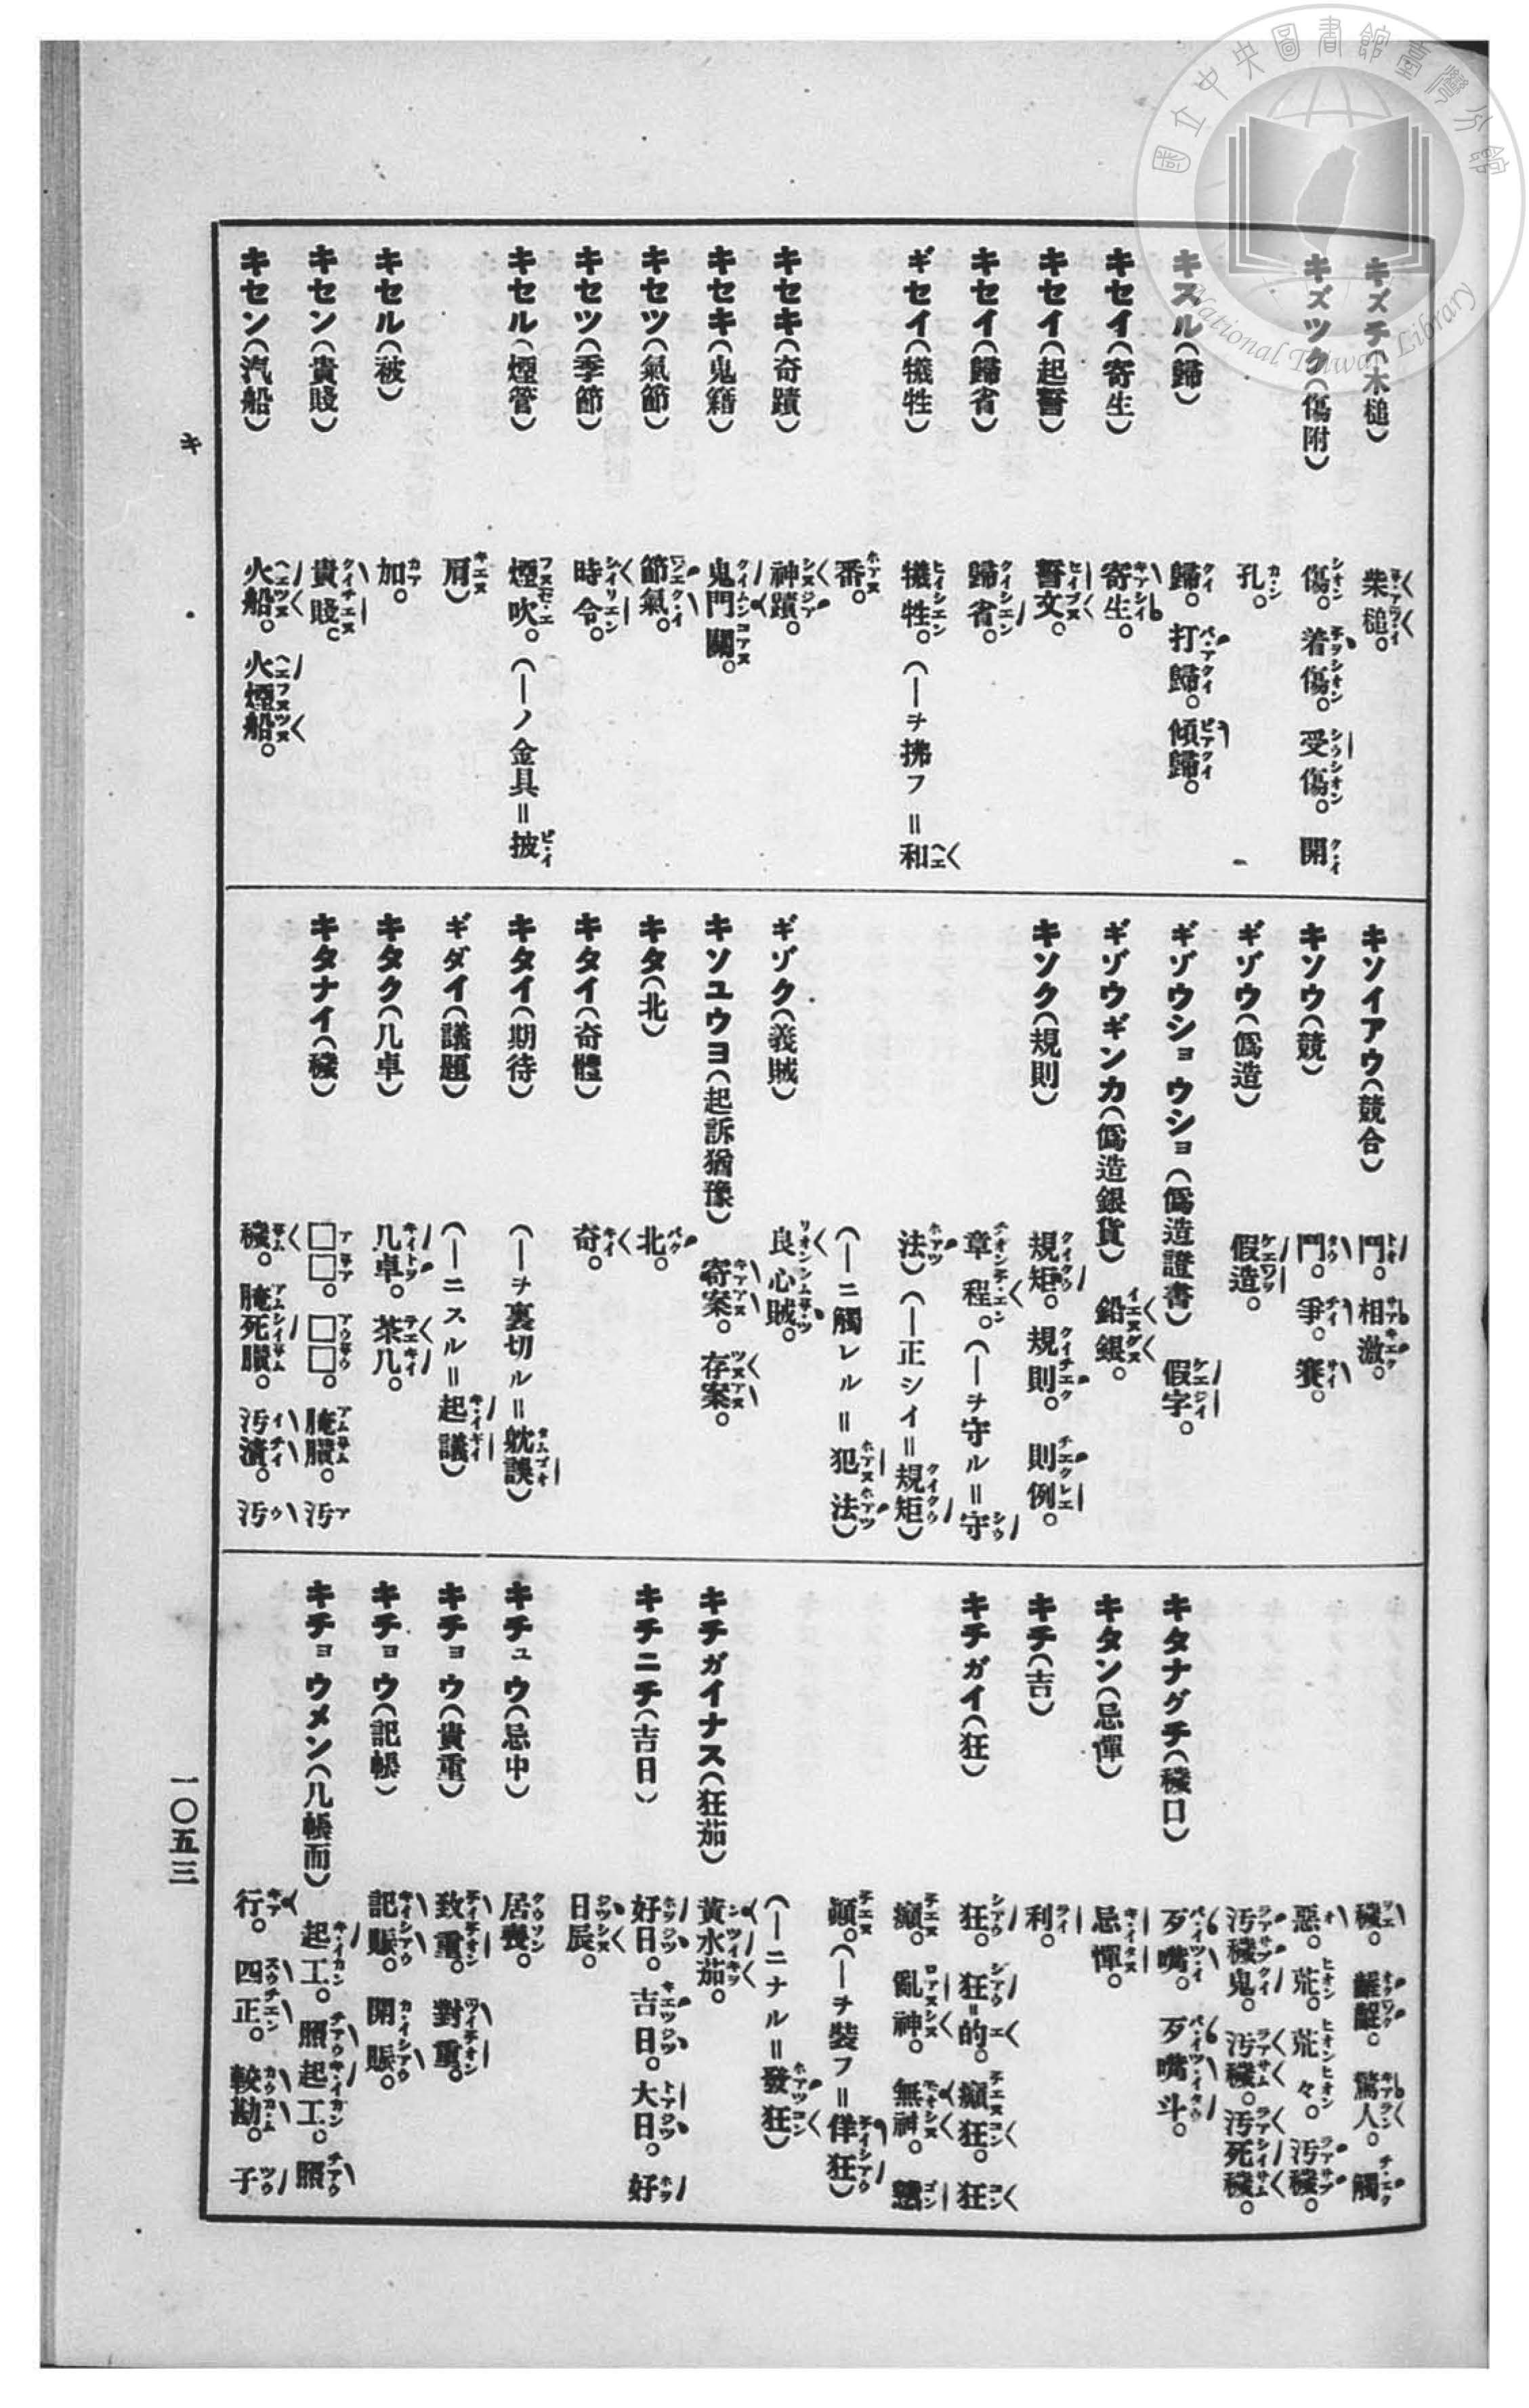 國立中央圖書館臺灣分館
National Taiwan Library
キズチ(木槌) 柴槌。
キズツク(傷附) 傷。着傷。受傷。開
孔。
キスル(歸) 歸。打歸。傾歸。
キセイ(寄生) 寄生。
キセイ(起誓) 誓文。
キセイ(歸省) 歸省。
ギセイ(犧牲) 犧牲。(―ヲ拂フ=和
番。
キセキ(奇蹟) 神蹟。
キセキ(鬼籍) 鬼門關。
キセツ(氣節) 節氣。
キセツ(季節) 時令。
キセル(煙管) 煙吹。(―ノ金具=披
肩)
キセル(被) 加。
キセン(貴賤) 貴賤。
キセン(汽船) 火船。火煙船。
キソイアウ(競合) 鬥。相激。
キソウ(競) 鬥。爭。賽。
ギゾウ(僞造) 假造。
ギゾウショウショ(僞造證書) 假字。
ギゾウギンカ(僞造銀貨) 鉛銀。
キソク(規則) 規矩。規則。則例。
章程。(―ヲ守ル=守
法)(―正シイ=規矩)
(―ニ觸レル=犯法)
ギゾク(義賊) 良心賊。
キソユウヨ(起訴猶豫) 寄案。存案。
キタ(北) 北。
キタイ(奇體) 奇。
キタイ(期待) (―ヲ裏切ル=耽誤)
ギダイ(議題) (―ニスル=起議)
キタク(几卓) 几卓。茶几。
キタナイ(穢) □□。□□。腌臢。污
穢。腌死臢。污漬。污
穢。齷齪。驚人。觸
惡。荒。荒々。污穢。
污穢鬼。污穢。污死穢。
キタナグチ(穢口) 歹嘴。歹嘴斗。
キタン(忌憚) 忌憚。
キチ(吉) 利。
キチガイ(狂) 狂。狂=的。癲狂。狂
癲。亂神。無神。戇
顚。(―ヲ裝フ=佯狂)
(―ニナル=發狂)
キチガイナス(狂茄) 黃水茄。
キチニチ(吉日) 好日。吉日。大日。好
日辰。
キチュウ(忌中) 居喪。
キチョウ(貴重) 致重。對重。
キチョウ(記帳) 記賬。開賬。
キチョウメン(几帳面) 起工。照起工。照
行。四正。較勘。子
キ
一〇五三